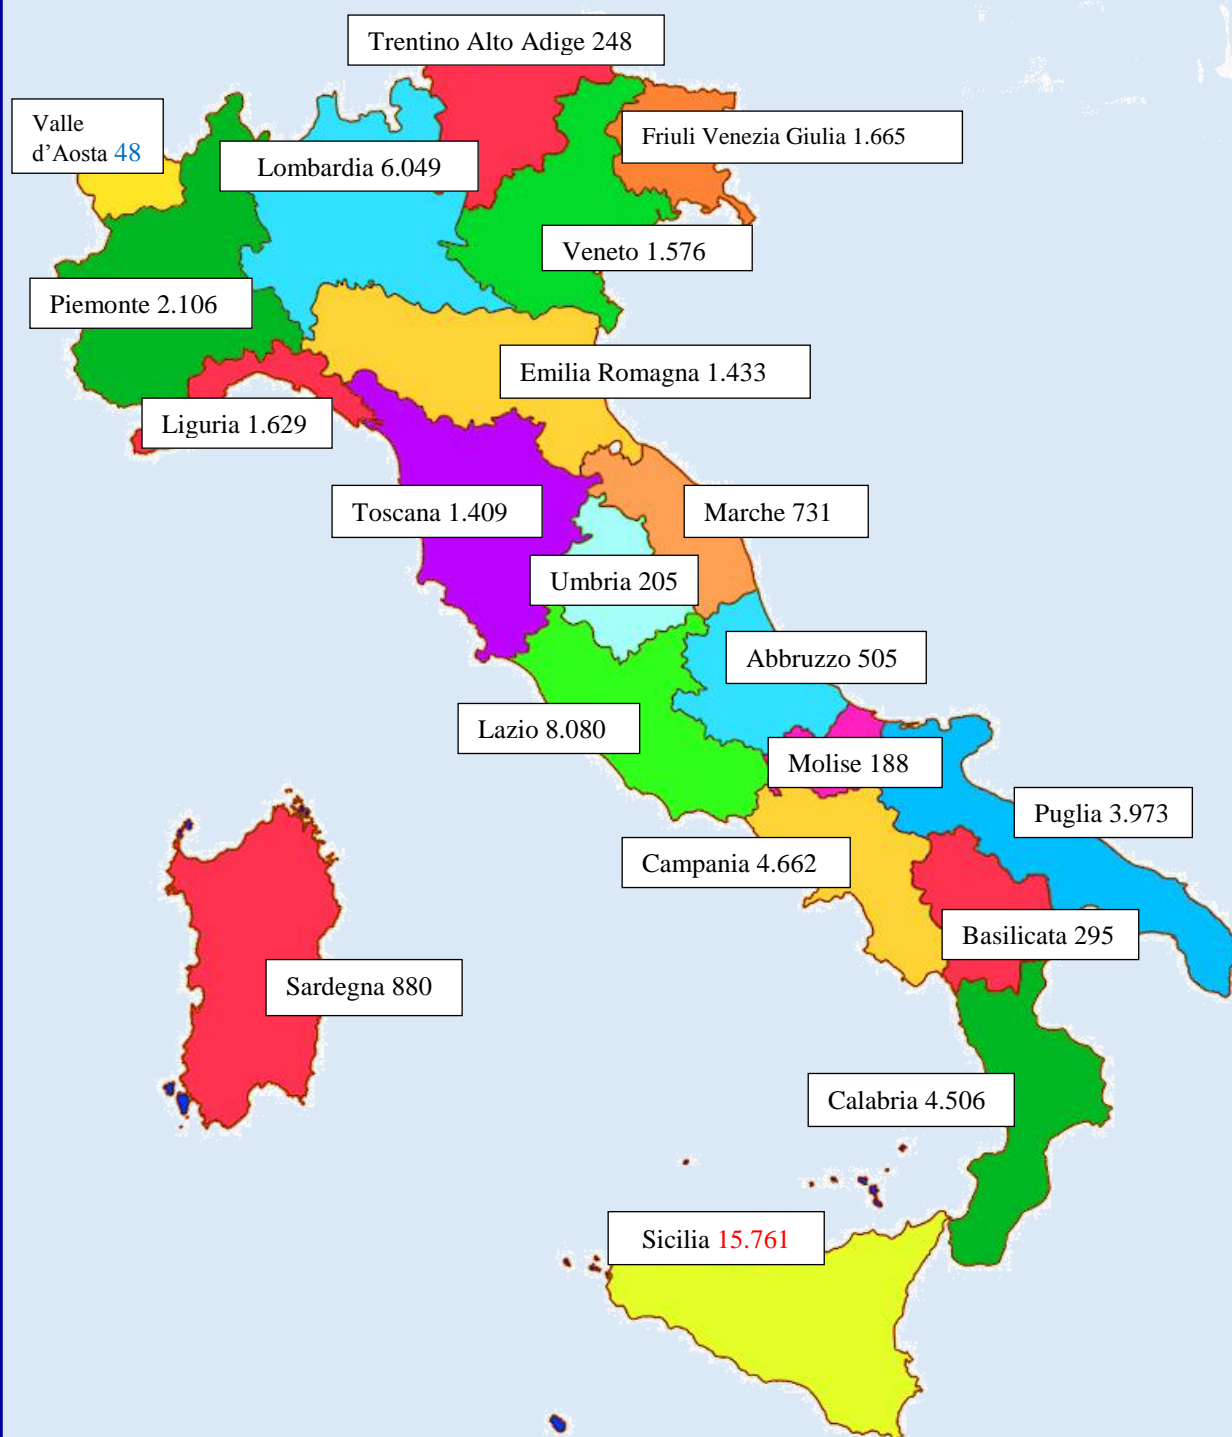 Trentino Alto Adige 248
Valle
d’Aosta 48
Friuli Venezia Giulia 1.665
Lombardia 6.049
Veneto 1.576
Piemonte 2.106
Emilia Romagna 1.433
Liguria 1.629
Toscana 1.409
Marche 731
Umbria 205
Abbruzzo 505
Lazio 8.080
Molise 188
Puglia 3.973
Campania 4.662
Basilicata 295
Sardegna 880
Calabria 4.506
Sicilia 15.761